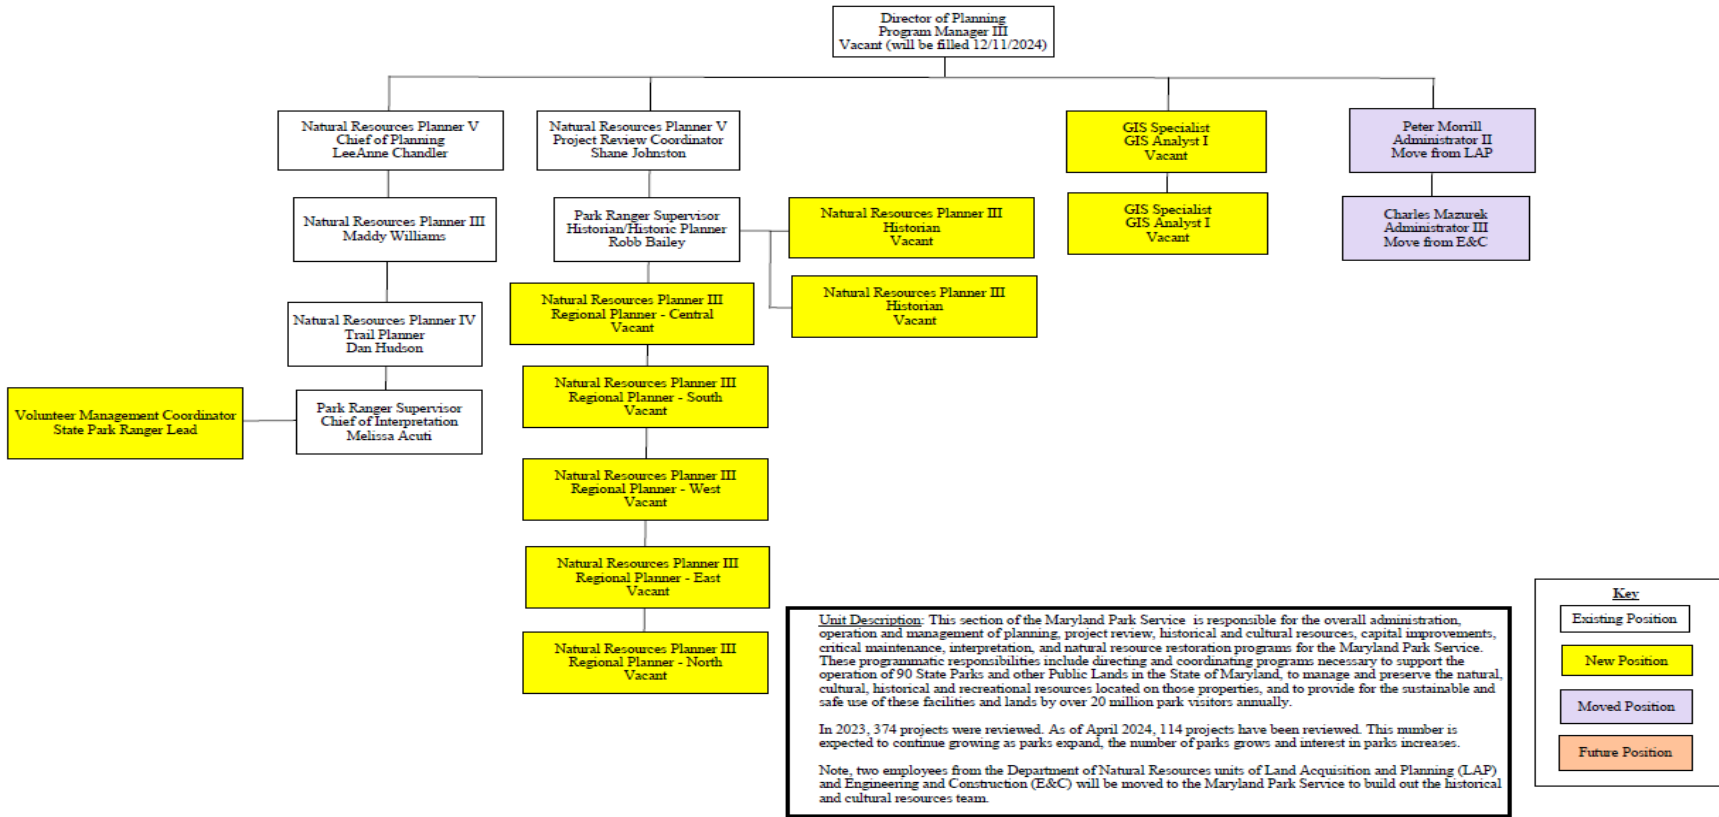 Director of Planning
Program Manager III
Vacant (will be filled 12/11/2024)
Natural Resources Planner V
Chief of Planning
LeeAnne Chandler
Natural Resources Planner V
Project Review Coordinator
Shane Johnston
GIS Specialist
GIS Analyst I
Vacant
Peter Morrill
Administrator II
Move from LAP
Natural Resources Planner III
Maddy Williams
Park Ranger Supervisor
Historian/Historic Planner
Robb Bailey
Natural Resources Planner III
Historian
Vacant
GIS Specialist
GIS Analyst I
Vacant
Charles Mazurek
Administrator III
Move from E&C
Natural Resources Planner III
Historian
Vacant
Natural Resources Planner III
Regional Planner - Central
Vacant
Natural Resources Planner IV
Trail Planner
Dan Hudson
Natural Resources Planner III
Regional Planner - South
Vacant
Volunteer Management Coordinator
State Park Ranger Lead
Park Ranger Supervisor
Chief of Interpretation
Melissa Acuti
Natural Resources Planner III
Regional Planner - West
Vacant
Natural Resources Planner III
Regional Planner - East
Vacant
Natural Resources Planner III
Regional Planner - North
Vacant
Unit Description: This section of the Maryland Park Service is responsible for the overall administration,
operation and management of planning, project review, historical and cultural resources, capital improvements,
critical maintenance, interpretation, and natural resource restoration programs for the Maryland Park Service.
These programmatic responsibilities include directing and coordinating programs necessary to support the
operation of 90 State Parks and other Public Lands in the State of Maryland, to manage and preserve the natural,
cultural, historical and recreational resources located on those properties, and to provide for the sustainable and
safe use of these facilities and lands by over 20 million park visitors annually.
In 2023, 374 projects were reviewed. As of April 2024, 114 projects have been reviewed. This number is
expected to continue growing as parks expand, the number of parks grows and interest in parks increases.
Note, two employees from the Department of Natural Resources units of Land Acquisition and Planning (LAP)
and Engineering and Construction (E&C) will be moved to the Maryland Park Service to build out the historical
and cultural resources team.
Key
Existing Position
New Position
Moved Position
Future Position